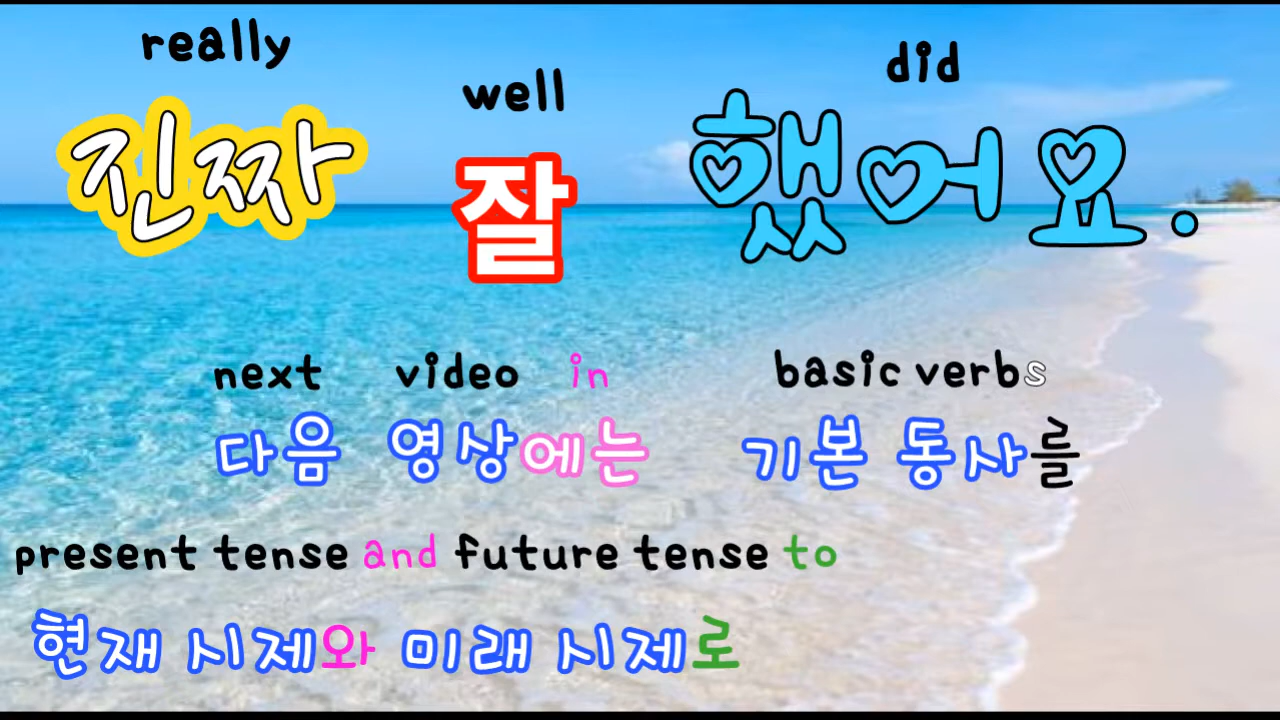 really well did
진짜 잘 했어요.
next video in basic verbs
다음 영상에는 기본 동사를
present tense and future tense to
현재 시제와 미래 시제로